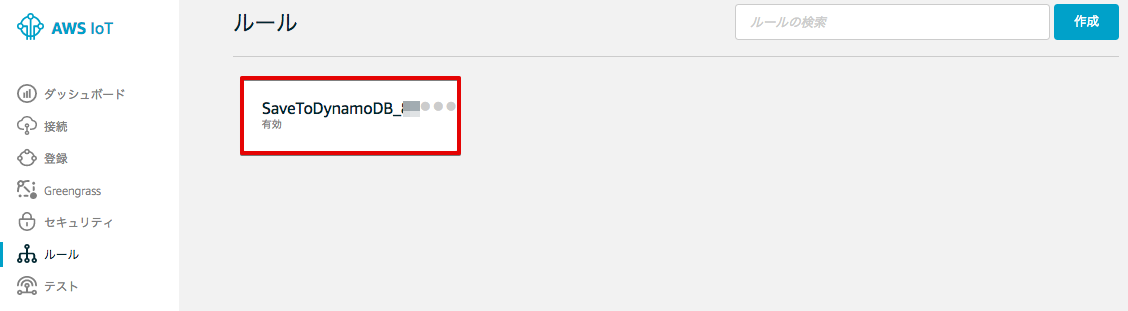 AWS IoT
ルール
ルールの検索
作成
ダッシュボード
接続
登録
Greengrass
セキュリティ
ルール
テスト
SaveToDynamoDB_
有効